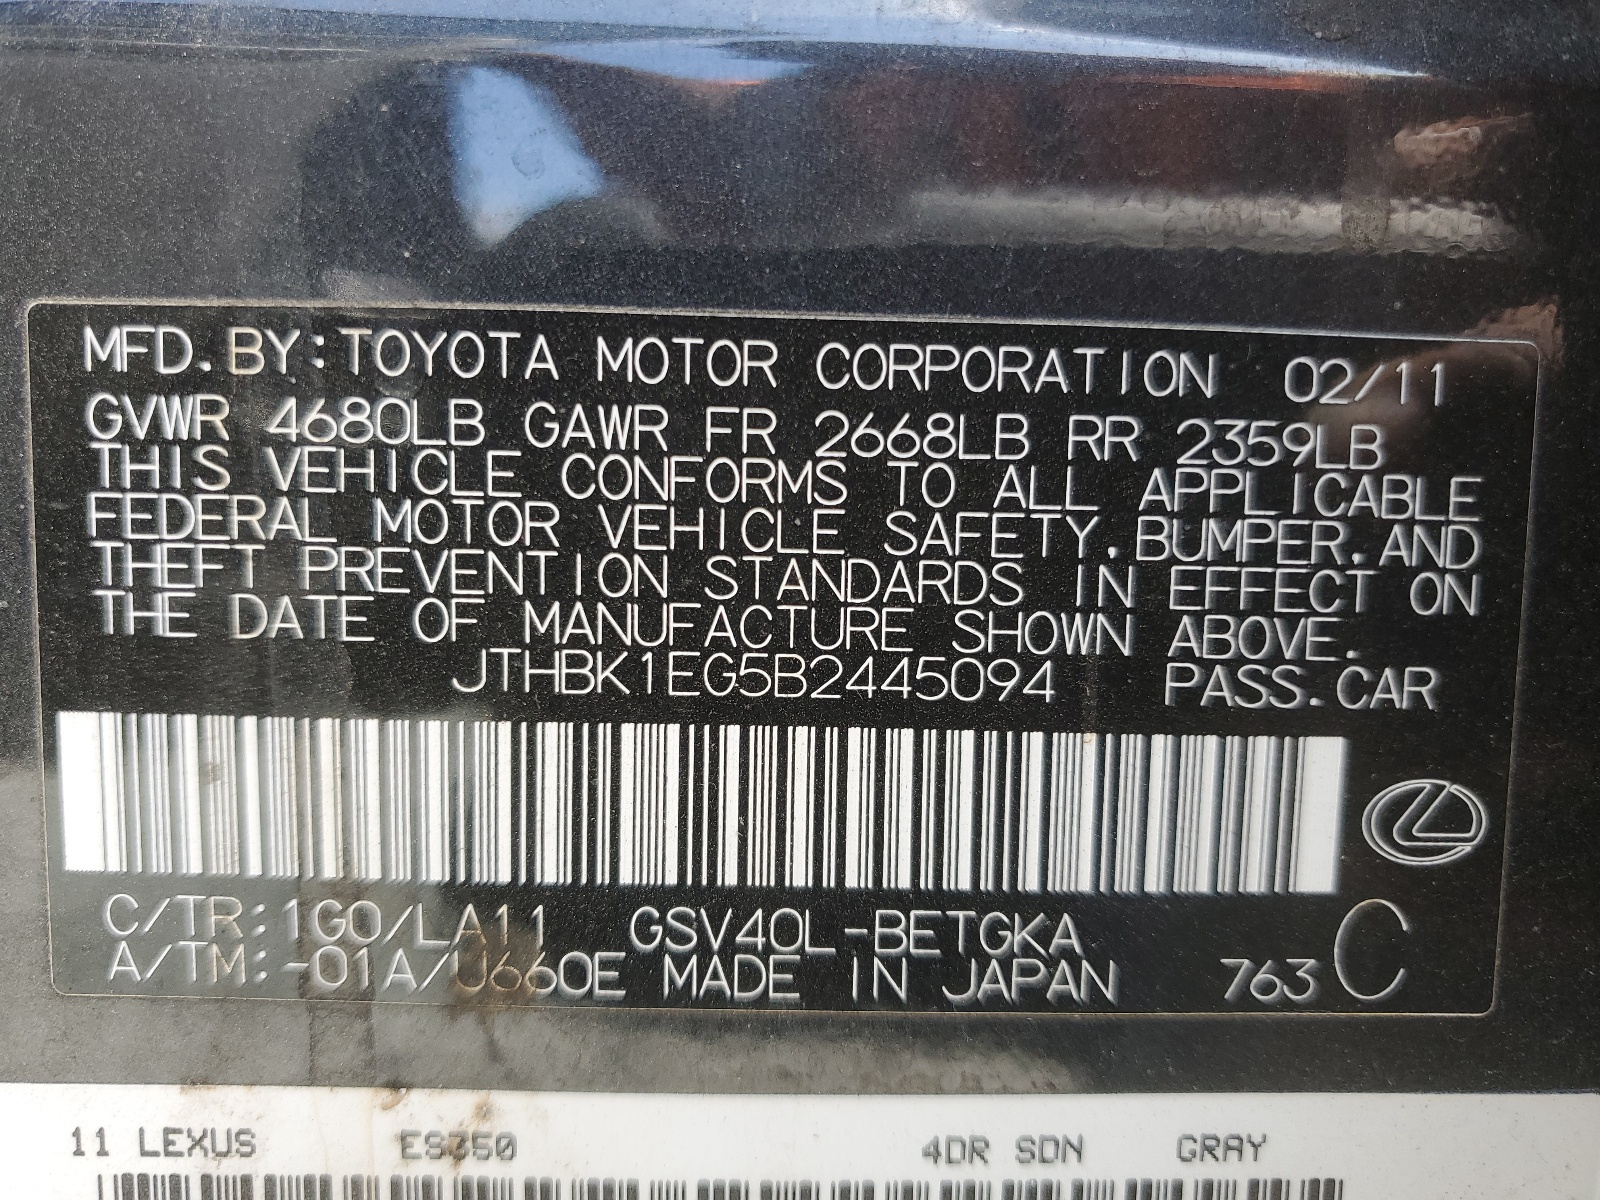 MFD. BY: TOYOTA MOTOR CORPORATION 02/11
GVWR 4680LB GAWR FR 2668LB RR 2359LB
THIS VEHICLE CONFORMS TO ALL APPLICABLE
FEDERAL MOTOR VEHICLE SAFETY. BUMPER. AND
THEFT PREVENTION STANDARDS IN EFFECT ON
THE DATE OF MANUFACTURE SHOWN ABOVE.
JTHBK1EG5B2445094 PASS. CAR
C/TR: 1G0/LA11 GSV40L-BETGKA
A/TM: -01A/U660E MADE IN JAPAN 763 C
11 LEXUS ES350 4DR SDN GRAY